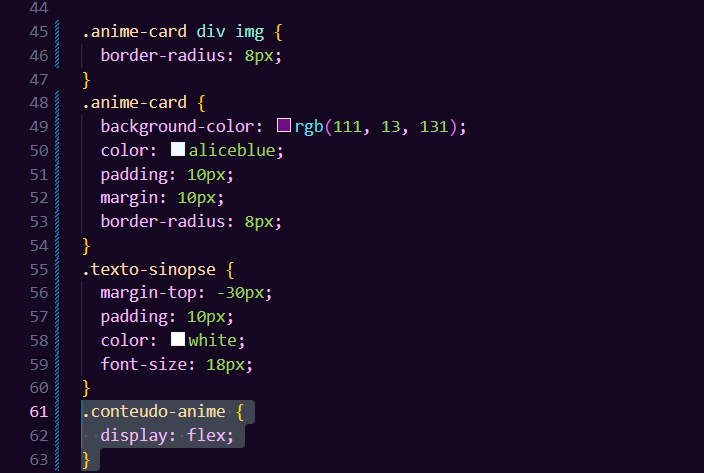 44
45 .anime-card div img {
46 border-radius: 8px;
47 }
48 .anime-card {
49 background-color: rgb(111, 13, 131);
50 color: aliceblue;
51 padding: 10px;
52 margin: 10px;
53 border-radius: 8px;
54 }
55 .texto-sinopse {
56 margin-top: -30px;
57 padding: 10px;
58 color: white;
59 font-size: 18px;
60 }
61 .conteudo-anime {
62 display: flex;
63 }